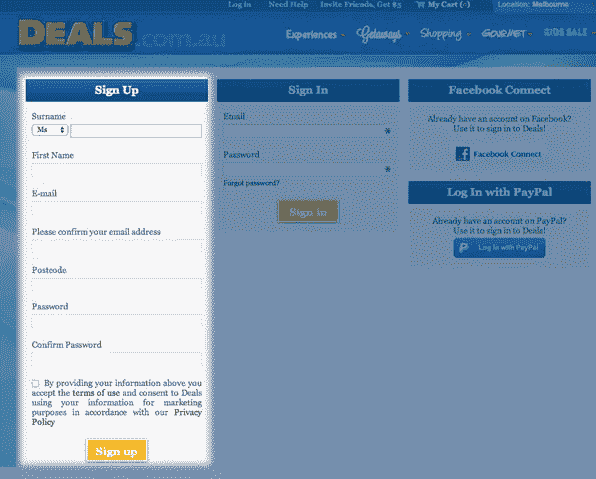 Log In Need Help Invite Friends, Get $5 My Cart (0) Location: Melbourne
DEALS.com.au
Experiences Getaways Shopping GOURMET KIDS SALE
Sign Up
Surname
Ms
First Name
E-mail
Please confirm your email address
Postcode
Password
Confirm Password
By providing your information above you
accept the terms of use and consent to Deals
using your information for marketing
purposes in accordance with our Privacy
Policy
Sign up
Sign In
Email
*
Password
*
Forgot password?
Sign in
Facebook Connect
Already have an account on Facebook?
Use it to sign in to Deals!
Facebook Connect
Log In with PayPal
Already have an account on PayPal?
Use it to sign in to Deals!
Log In with PayPal